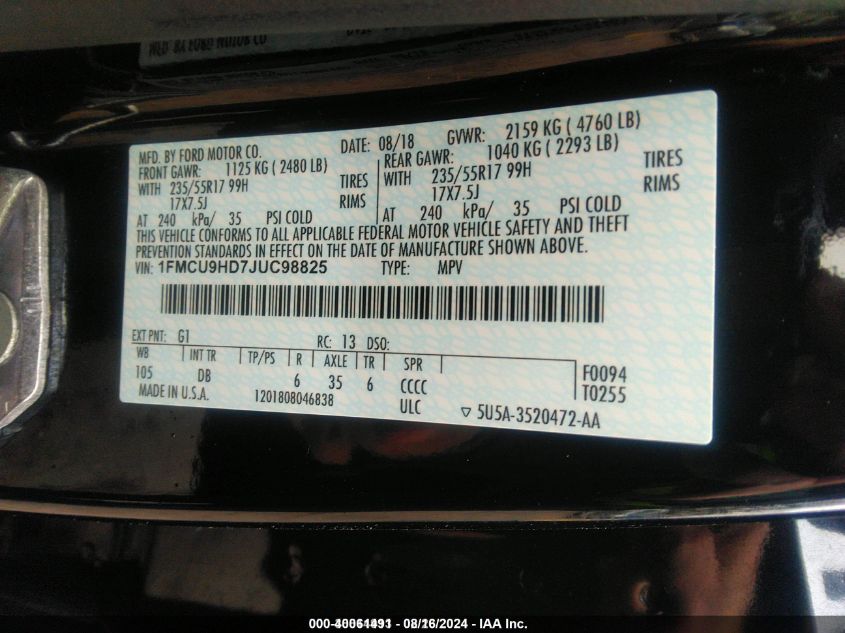 MFD. BY FORD MOTOR CO. DATE: 08/18 GVWR: 2159 KG ( 4760 LB)
FRONT GAWR: 1125 KG ( 2480 LB) REAR GAWR: 1040 KG ( 2293 LB)
WITH 235/55R17 99H TIRES WITH 235/55R17 99H TIRES
17X7.5J RIMS 17X7.5J RIMS
AT 240 kPa/ 35 PSI COLD AT 240 kPa/ 35 PSI COLD
THIS VEHICLE CONFORMS TO ALL APPLICABLE FEDERAL MOTOR VEHICLE SAFETY AND THEFT
PREVENTION STANDARDS IN EFFECT ON THE DATE OF MANUFACTURE SHOWN ABOVE.
VIN: 1FMCU9HD7JUC98825 TYPE: MPV
EXT PNT: G1 RC: 13 DSO:
WB INT TR TP/PS R AXLE TR SPR
105 DB 6 35 6 CCCC
F0094
T0255
MADE IN U.S.A. 1201808046838 ULC ▽ 5U5A-3520472-AA
- IAA Inc.